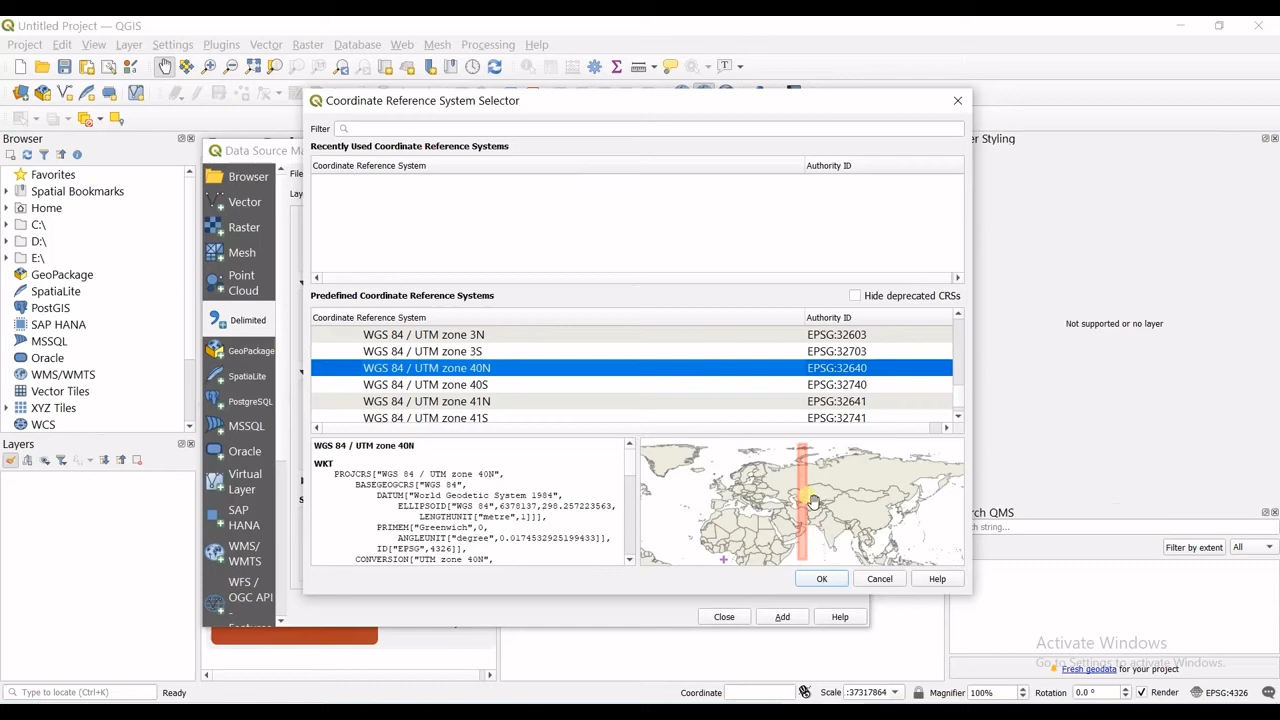 Untitled Project — QGIS
Project Edit View Layer Settings Plugins Vector Raster Database Web Mesh Processing Help
Browser
Favorites
Spatial Bookmarks
Home
C:\
D:\
E:\
GeoPackage
SpatiaLite
PostGIS
SAP HANA
MSSQL
Oracle
WMS/WMTS
Vector Tiles
XYZ Tiles
WCS
Layers
Data Source Ma
Browser
Vector
Raster
Mesh
Point
Cloud
Delimited
GeoPackage
SpatiaLite
PostgreSQL
MSSQL
Oracle
Virtual
Layer
SAP
HANA
WMS/
WMTS
WFS /
OGC API
-
File
Lay
Coordinate Reference System Selector
Filter
Recently Used Coordinate Reference Systems
Coordinate Reference System Authority ID
Predefined Coordinate Reference Systems Hide deprecated CRSs
Coordinate Reference System Authority ID
WGS 84 / UTM zone 3N EPSG:32603
WGS 84 / UTM zone 3S EPSG:32703
WGS 84 / UTM zone 40N EPSG:32640
WGS 84 / UTM zone 40S EPSG:32740
WGS 84 / UTM zone 41N EPSG:32641
WGS 84 / UTM zone 41S EPSG:32741
WGS 84 / UTM zone 40N
WKT
PROJCRS["WGS 84 / UTM zone 40N",
BASEGEOGCRS["WGS 84",
DATUM["World Geodetic System 1984",
ELLIPSOID["WGS 84",6378137,298.257223563,
LENGTHUNIT["metre",1]]],
PRIMEM["Greenwich",0,
ANGLEUNIT["degree",0.0174532925199433]],
ID["EPSG",4326]],
CONVERSION["UTM zone 40N",
OK Cancel Help
Close Add Help
er Styling
Not supported or no layer
rch QMS
ch string...
Filter by extent All
Activate Windows
Go to Settings to activate Windows.
Fresh geodata for your project
Type to locate (Ctrl+K) Ready Coordinate Scale :37317864 Magnifier 100% Rotation 0.0 ° Render EPSG:4326